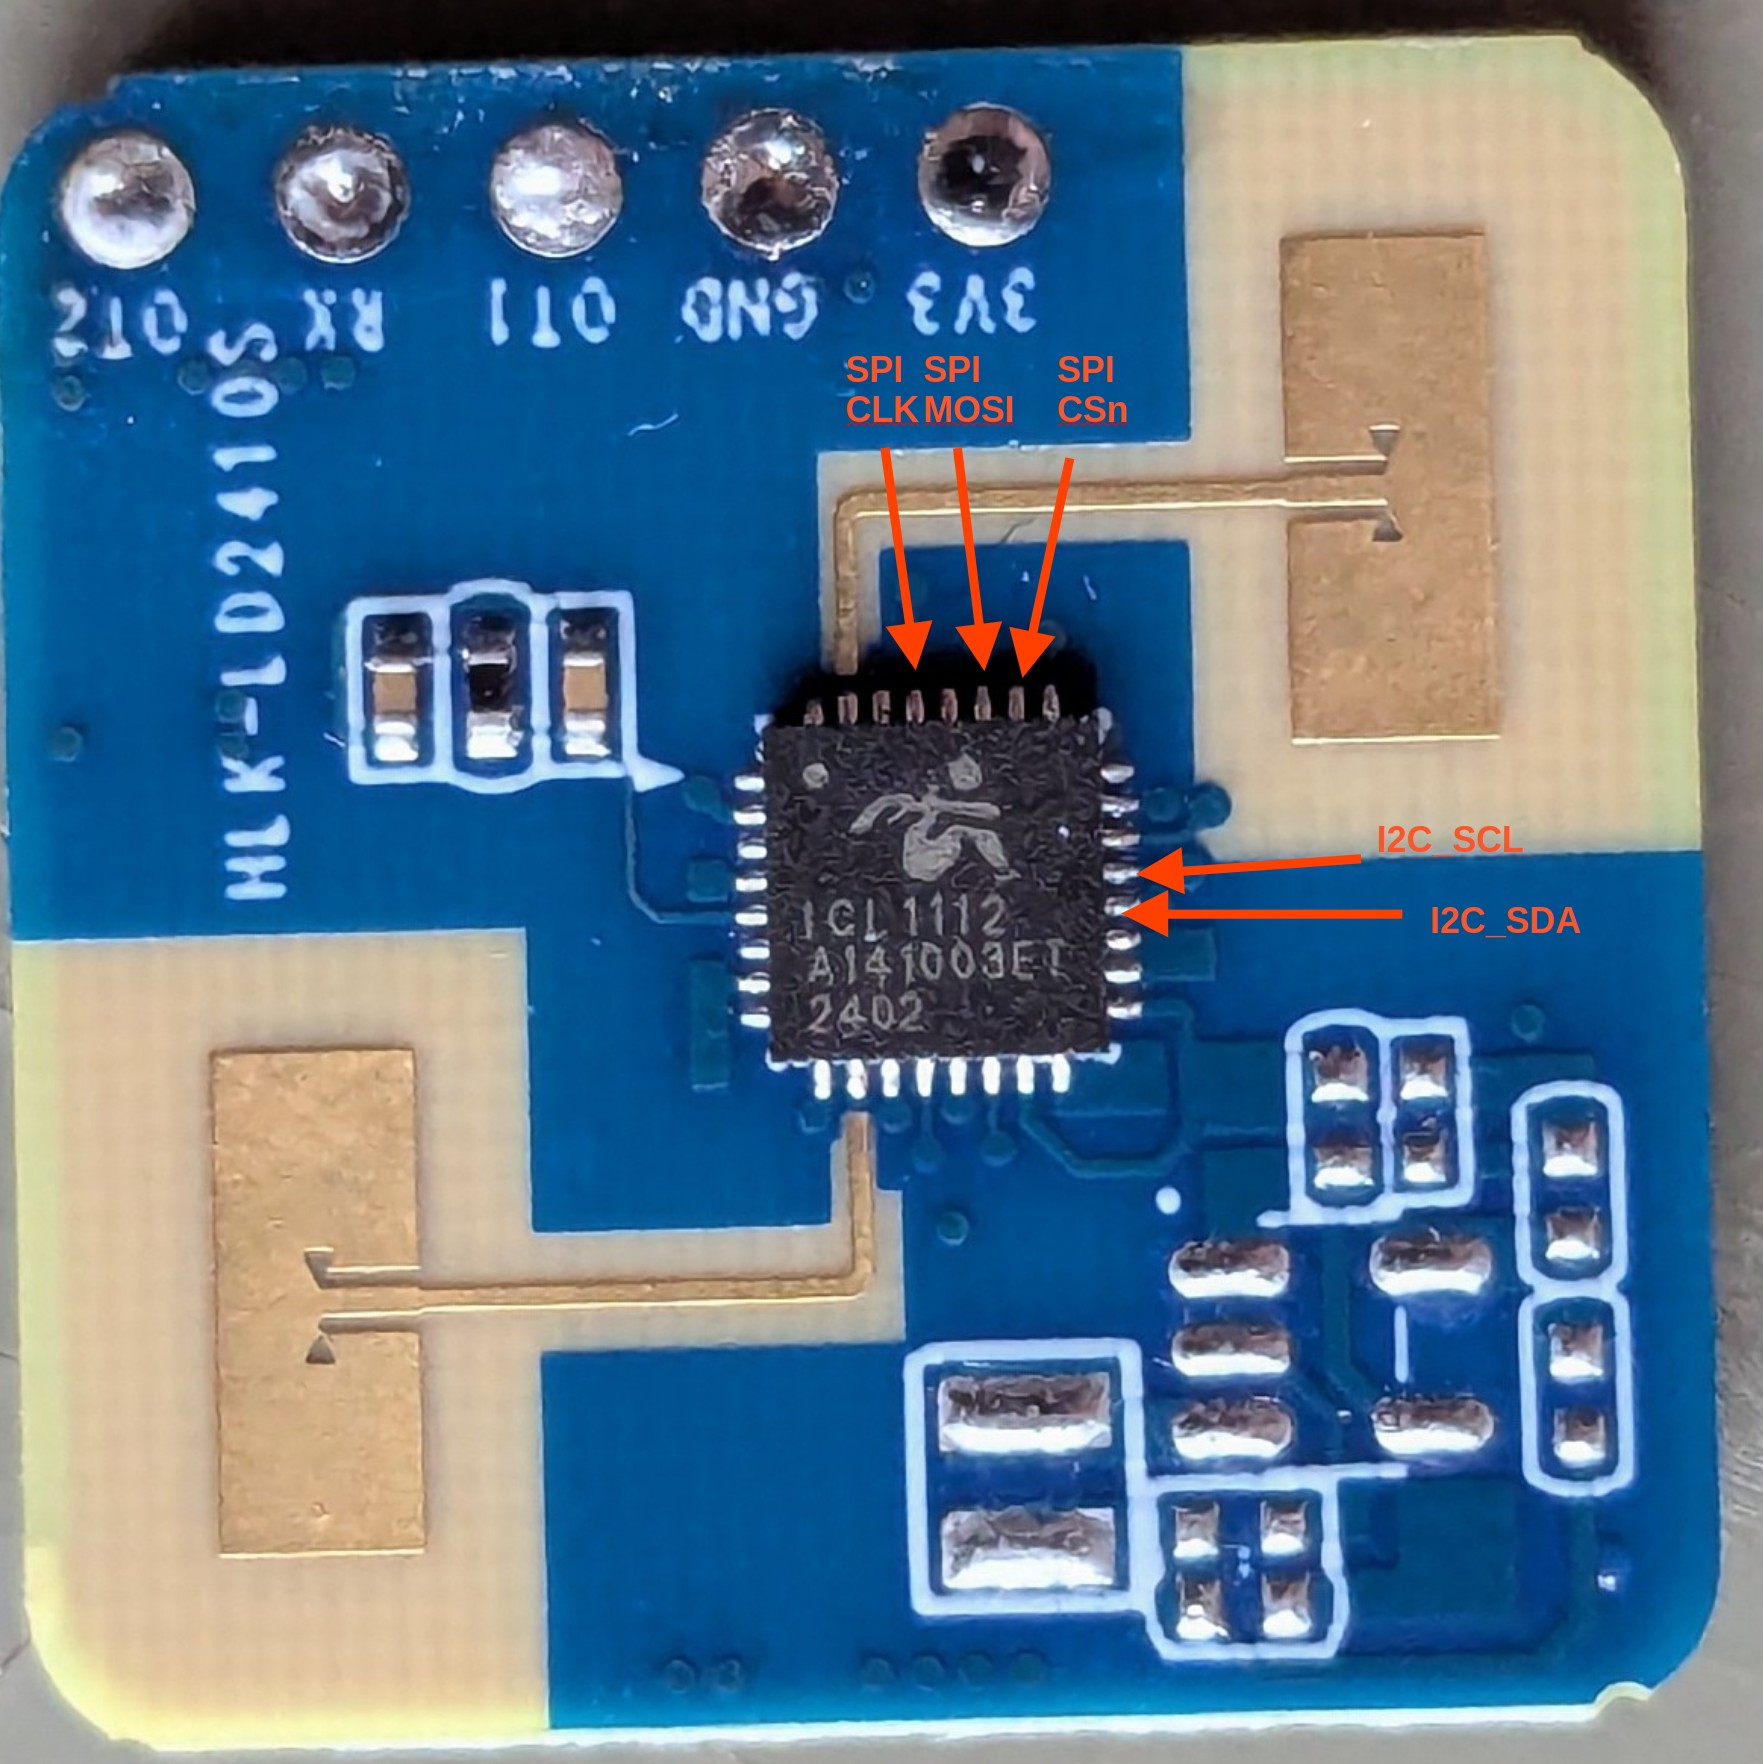 OT2 RX OT1 GND 3V3
HLK-LD2410S
SPI CLK
SPI MOSI
SPI CSn
I2C_SCL
I2C_SDA
ICL1112
A141003ET
2402